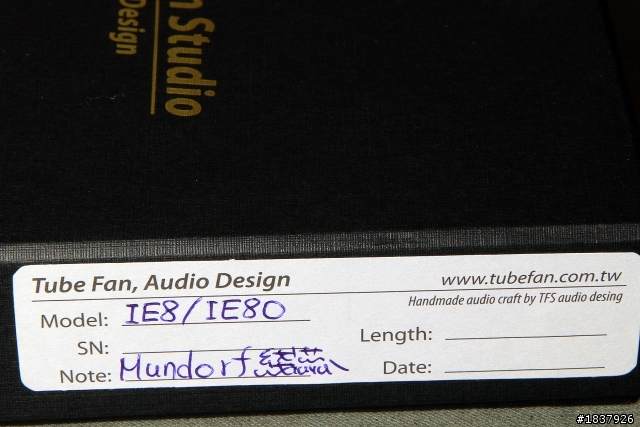 n Studio
Design
Tube Fan, Audio Design
www.tubefan.com.tw
Handmade audio craft by TFS audio desing
Model: IE8/IE80
SN:
Length:
Note: Mundorf
Date:
#1837926